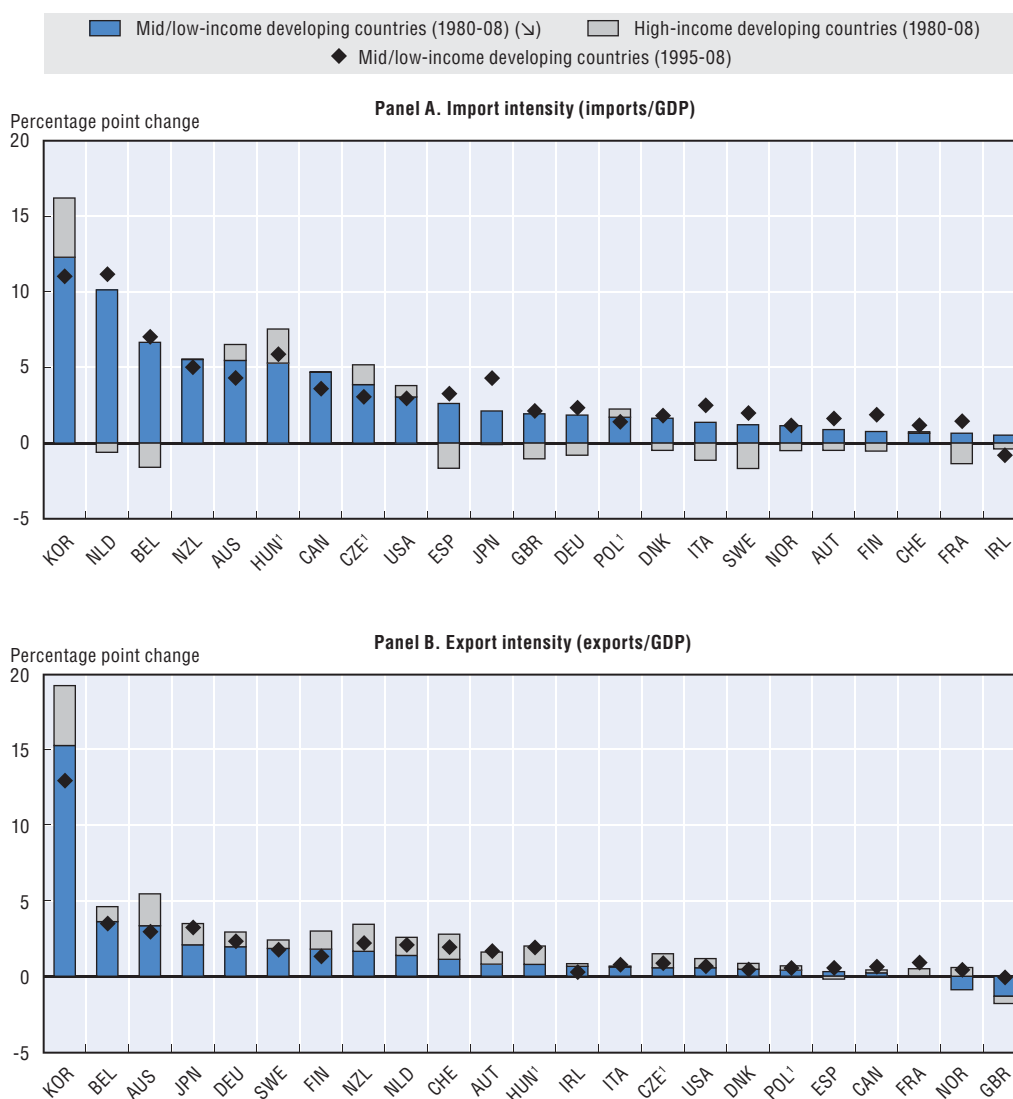 Mid/low-income developing countries (1980-08) (↘) High-income developing countries (1980-08)
Mid/low-income developing countries (1995-08)
Panel A. Import intensity (imports/GDP)
Percentage point change
20
15
10
5
0
-5
KOR NLD BEL NZL AUS HUN¹ CAN CZE¹ USA ESP JPN GBR DEU POL¹ DNK ITA SWE NOR AUT FIN CHE FRA IRL
Panel B. Export intensity (exports/GDP)
Percentage point change
20
15
10
5
0
-5
KOR BEL AUS JPN DEU SWE FIN NZL NLD CHE AUT HUN¹ IRL ITA CZE¹ USA DNK POL¹ ESP CAN FRA NOR GBR